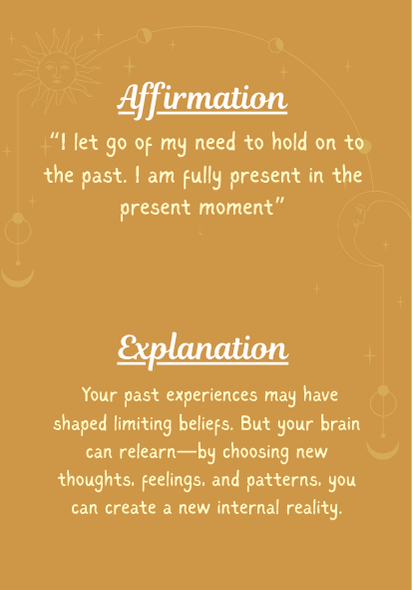 Affirmation
“I let go of my need to hold on to
the past. I am fully present in the
present moment”
Explanation
Your past experiences may have
shaped limiting beliefs. But your brain
can relearn—by choosing new
thoughts, feelings, and patterns, you
can create a new internal reality.